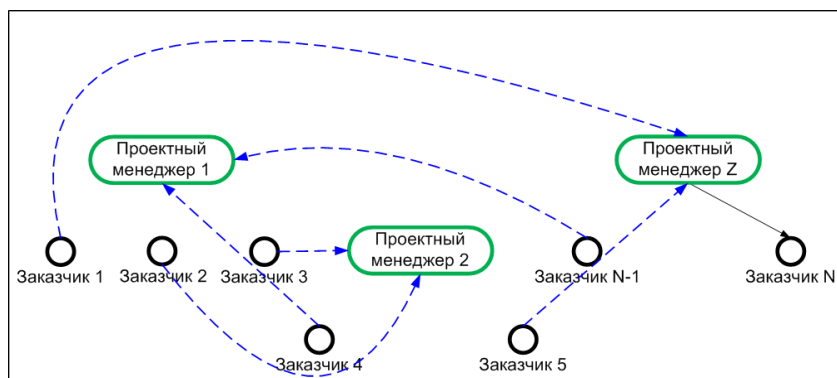 Проектный
менеджер 1
Проектный
менеджер Z
Проектный
менеджер 2
Заказчик 1
Заказчик 2
Заказчик 3
Заказчик N-1
Заказчик N
Заказчик 4
Заказчик 5